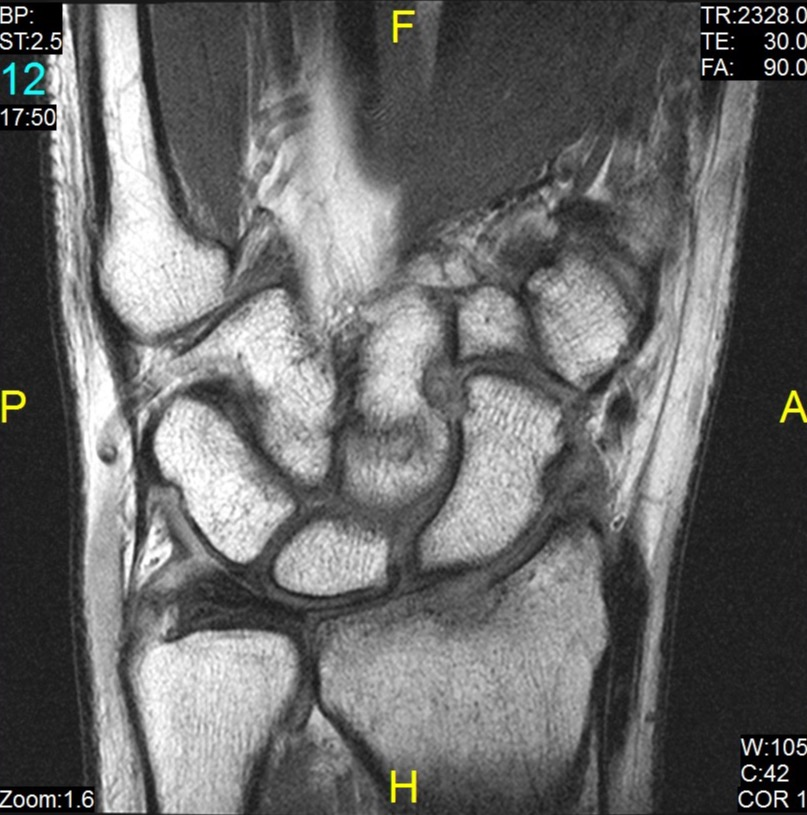 BP:
ST:2.5
12
17:50
F
TR:2328.0
TE: 30.0
FA: 90.0
P
A
Zoom:1.6
H
W:105
C:42
COR 1